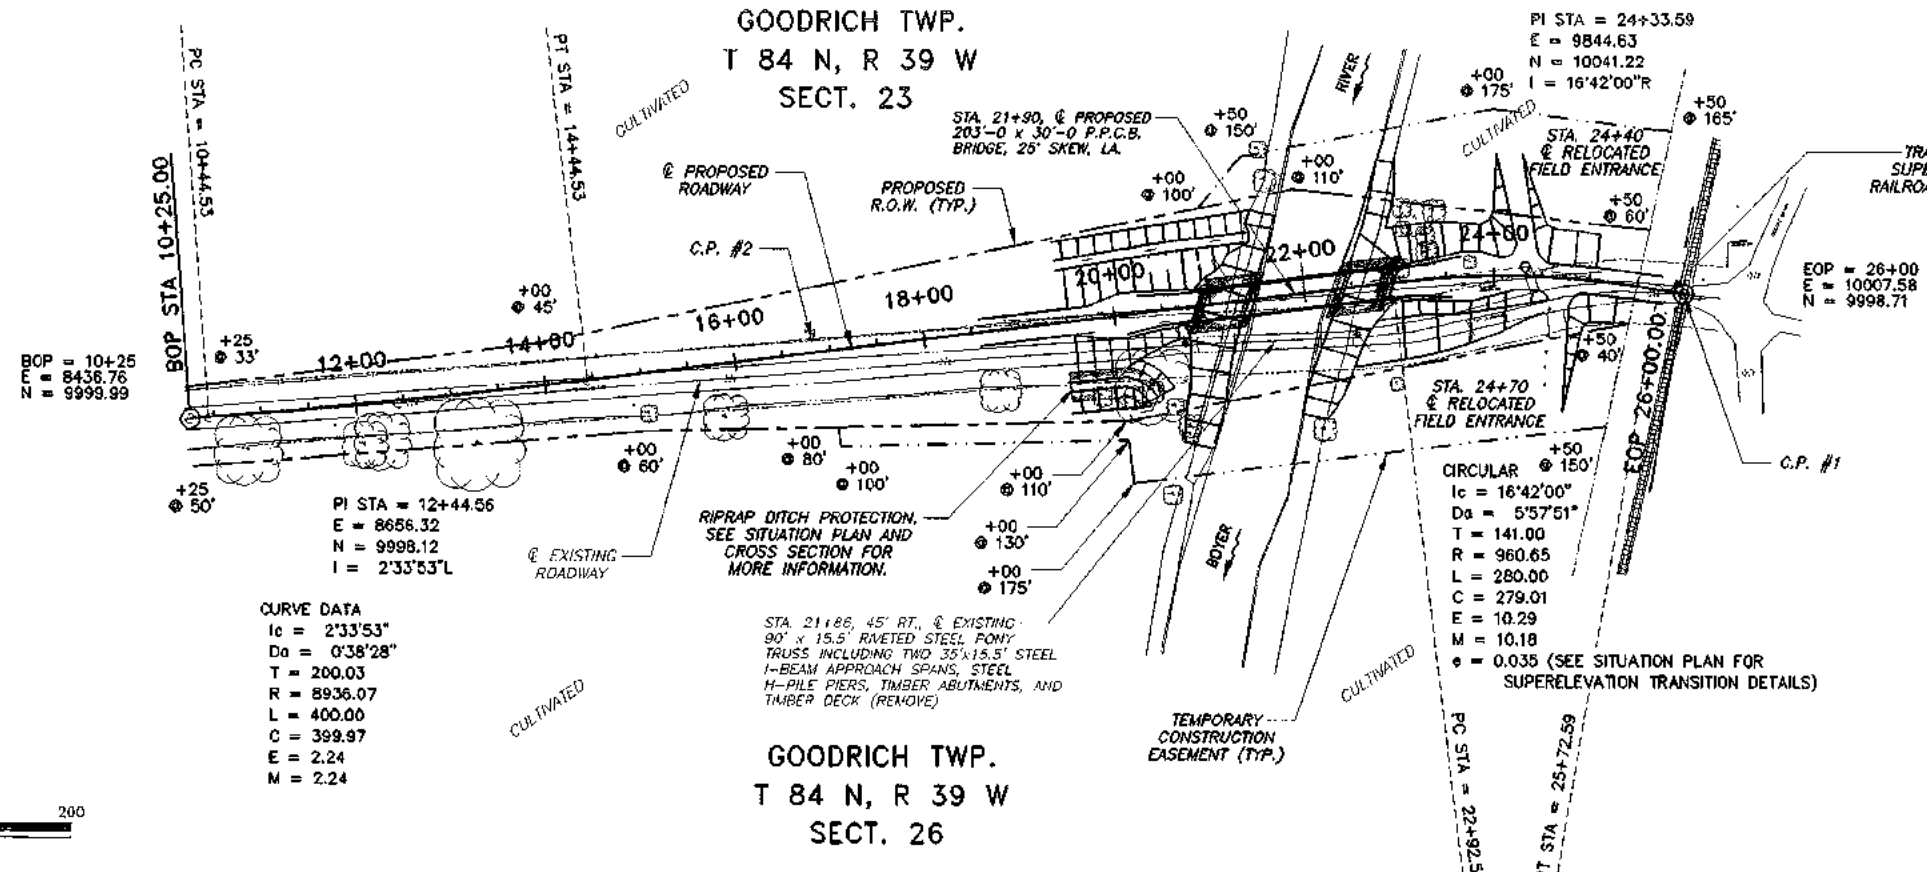 GOODRICH TWP.
T 84 N, R 39 W
SECT. 23
PC STA = 10+44.53
PT STA = 14+44.53
CULTIVATED
BOP STA 10+25.00
STA. 21+90, ℄ PROPOSED
203'-0 x 30'-0 P.P.C.B.
BRIDGE, 25° SKEW, LA.
+50
@ 150'
RIVER
+00
@ 175'
PI STA = 24+33.59
E = 9844.63
N = 10041.22
I = 16°42'00"R
CULTIVATED
+50
@ 165'
STA. 24+40
℄ RELOCATED
FIELD ENTRANCE
℄ PROPOSED
ROADWAY
PROPOSED
R.O.W. (TYP.)
+00
@ 100'
+00
@ 110'
+00
@ 60'
C.P. #2
+00
@ 45'
+25
@ 33'
BOP = 10+25
E = 8436.76
N = 9999.99
12+00
14+00
16+00
18+00
20+00
22+00
24+00
EOP = 26+00
E = 10007.58
N = 9998.71
+50
@ 40'
EOP 26+00.00
STA. 24+70
℄ RELOCATED
FIELD ENTRANCE
+50
@ 150'
C.P. #1
+25
@ 50'
+00
@ 60'
+00
@ 80'
+00
@ 100'
+00
@ 110'
+00
@ 130'
+00
@ 175'
PI STA = 12+44.56
E = 8656.32
N = 9998.12
I = 2°33'53"L
℄ EXISTING
ROADWAY
RIPRAP DITCH PROTECTION,
SEE SITUATION PLAN AND
CROSS SECTION FOR
MORE INFORMATION.
BOYER
CIRCULAR
Ic = 16°42'00"
Da = 5°57'51"
T = 141.00
R = 960.65
L = 280.00
C = 279.01
E = 10.29
M = 10.18
e = 0.035 (SEE SITUATION PLAN FOR
SUPERELEVATION TRANSITION DETAILS)
CURVE DATA
Ic = 2°33'53"
Da = 0°38'28"
T = 200.03
R = 8936.07
L = 400.00
C = 399.97
E = 2.24
M = 2.24
STA. 21+86, 45' RT., ℄ EXISTING
90' x 15.5' RIVETED STEEL PONY
TRUSS INCLUDING TWO 35'x15.5' STEEL
I-BEAM APPROACH SPANS, STEEL
H-PILE PIERS, TIMBER ABUTMENTS, AND
TIMBER DECK (REMOVE)
CULTIVATED
CULTIVATED
TEMPORARY
CONSTRUCTION
EASEMENT (TYP.)
PC STA = 22+92.5
PT STA = 25+72.59
GOODRICH TWP.
T 84 N, R 39 W
SECT. 26
200